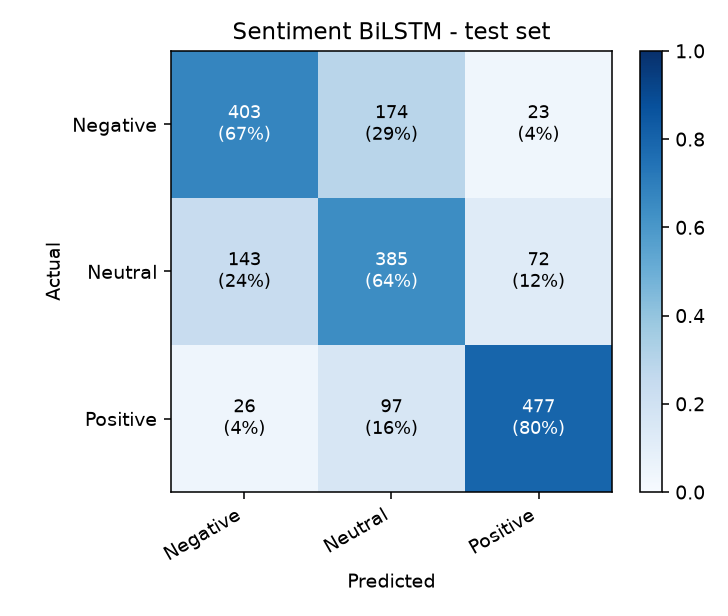 Sentiment BiLSTM - test set
Actual
Negative
403
(67%)
174
(29%)
23
(4%)
Neutral
143
(24%)
385
(64%)
72
(12%)
Positive
26
(4%)
97
(16%)
477
(80%)
Negative
Neutral
Positive
Predicted
1.0
0.8
0.6
0.4
0.2
0.0